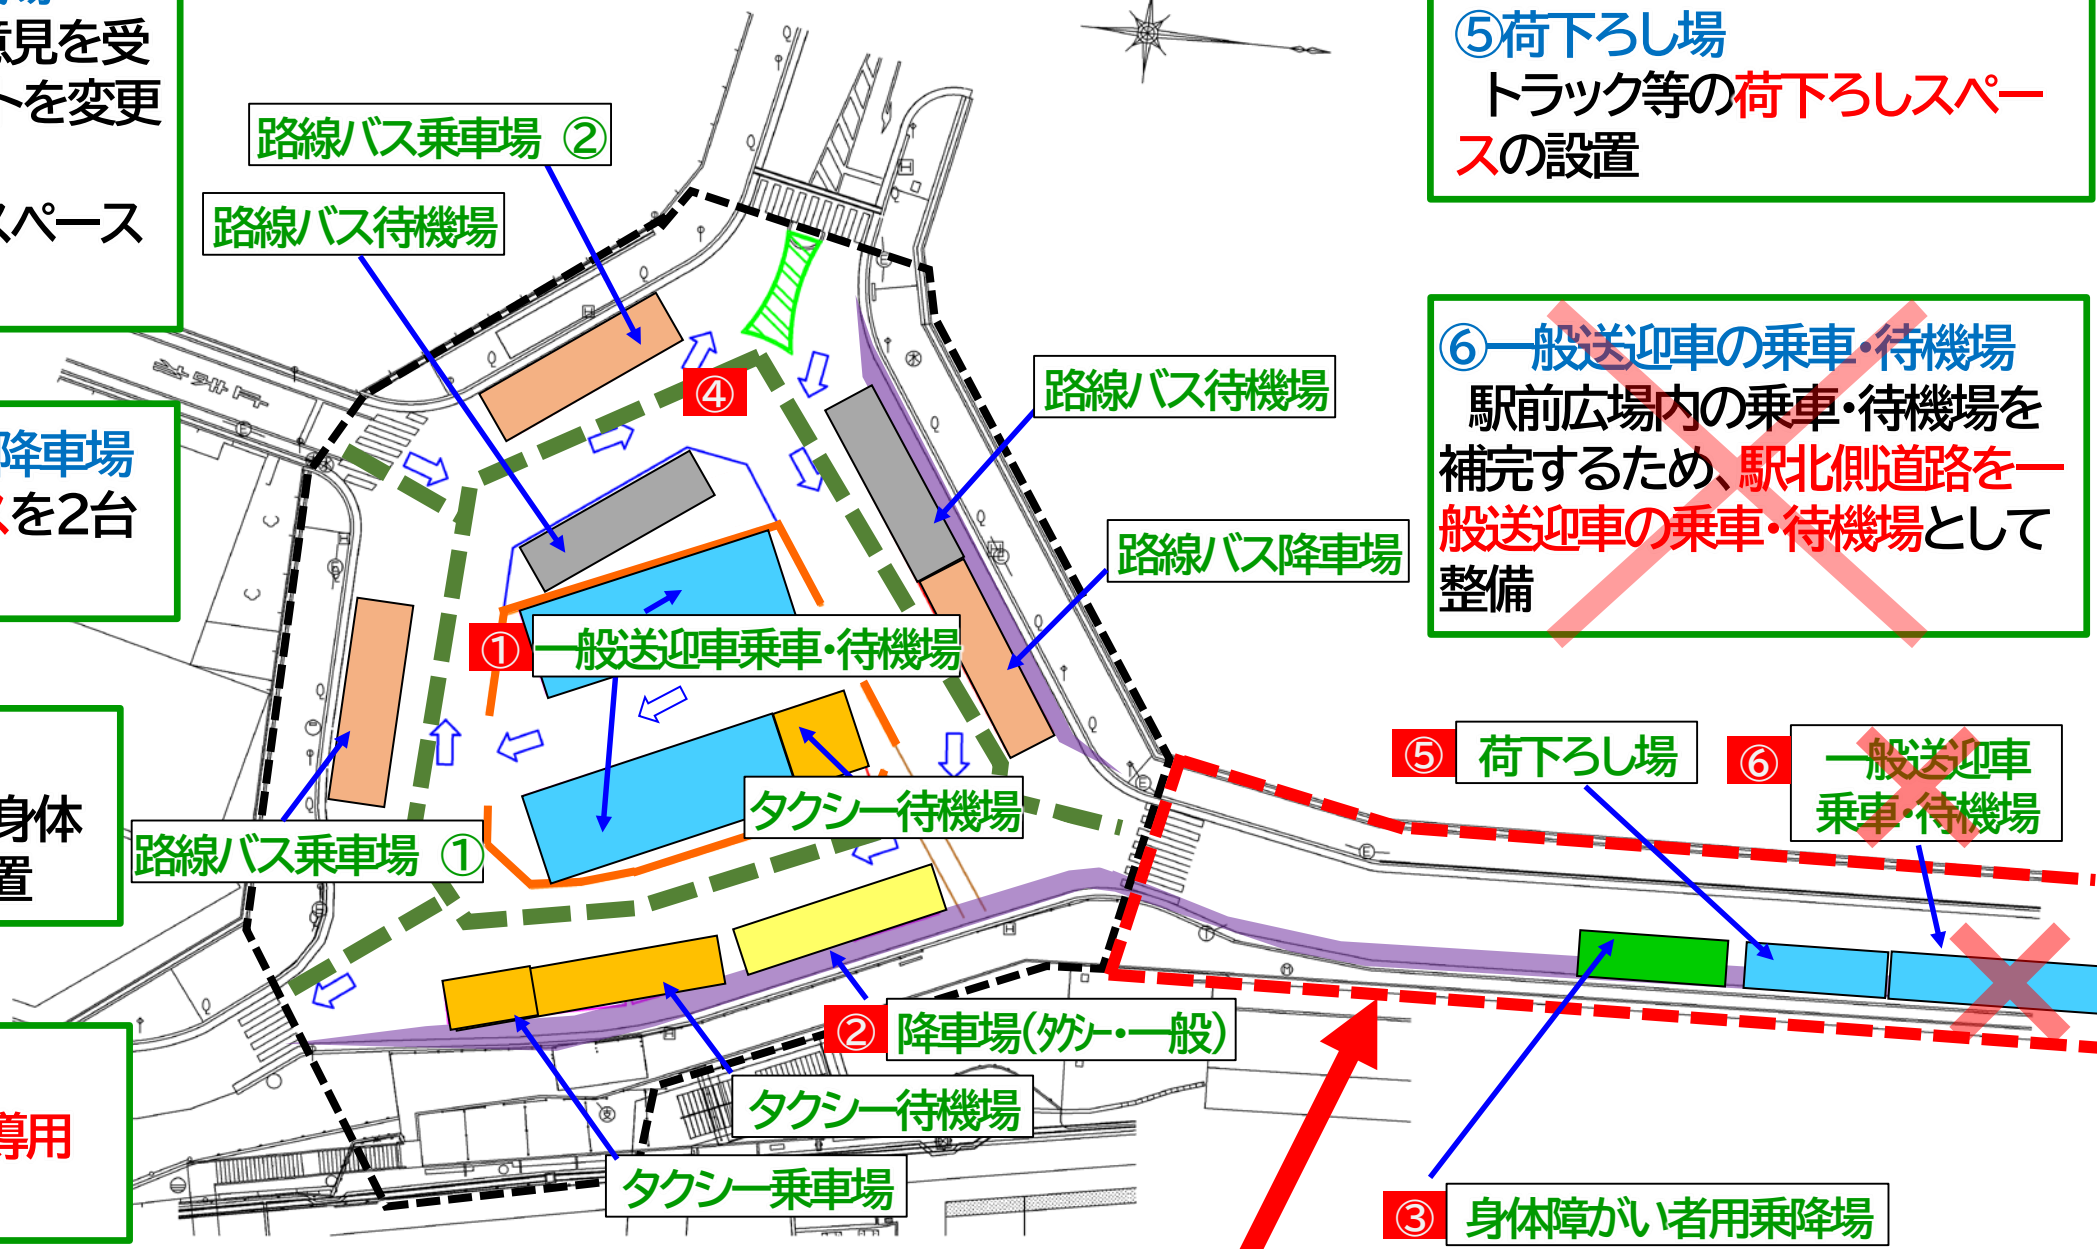 場
意見を受
トを変更
スペース
降車場
スを2台
身体
置
導用
⑤荷下ろし場
トラック等の荷下ろしスペー
スの設置
⑥一般送迎車の乗車・待機場
駅前広場内の乗車・待機場を
補完するため、駅北側道路を一
般送迎車の乗車・待機場として
整備
路線バス乗車場 ②
路線バス待機場
④
路線バス待機場
路線バス降車場
① 一般送迎車乗車・待機場
タクシー待機場
路線バス乗車場 ①
⑤ 荷下ろし場
⑥ 一般送迎車
乗車・待機場
② 降車場(タクシー・一般)
タクシー待機場
タクシー乗車場
③ 身体障がい者用乗降場